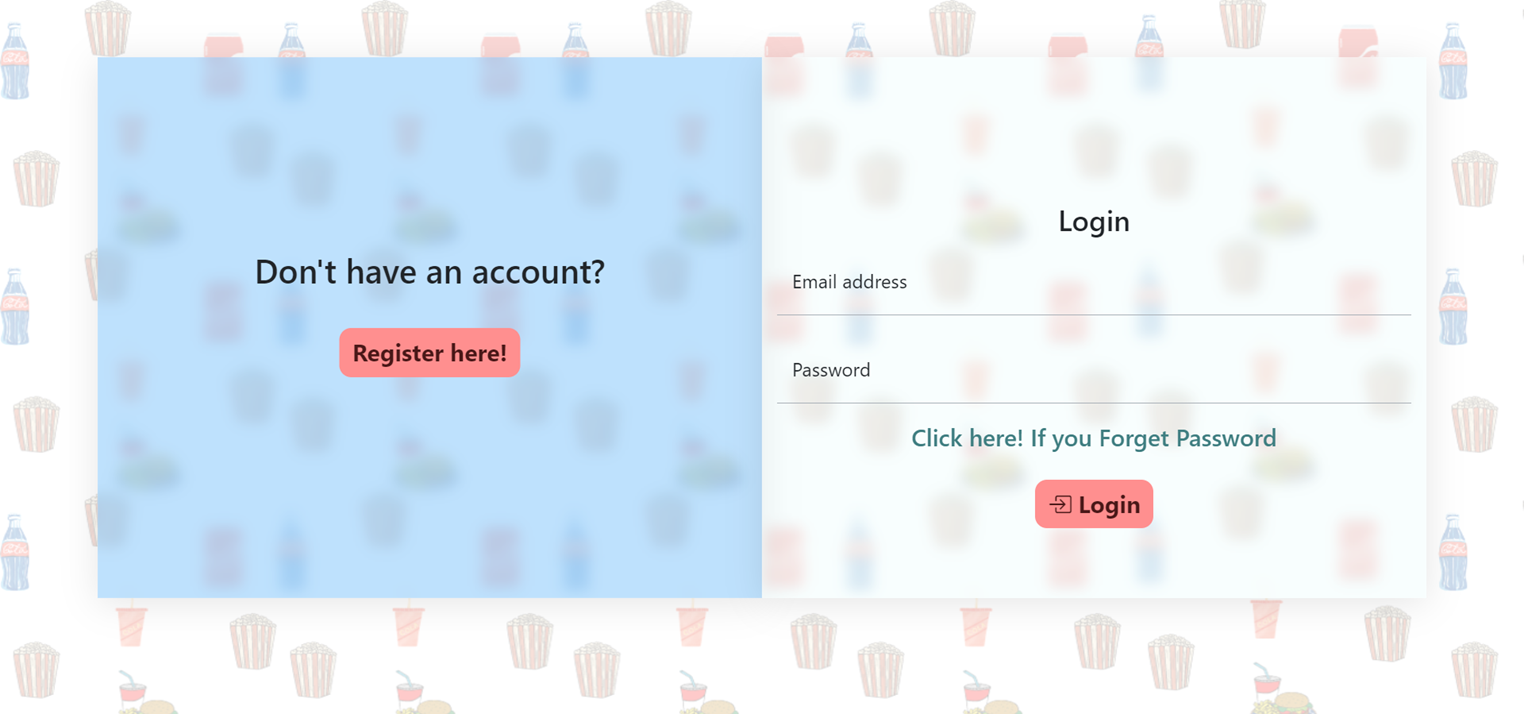 Don't have an account?
Register here!
Login
Email address
Password
Click here! If you Forget Password
Login